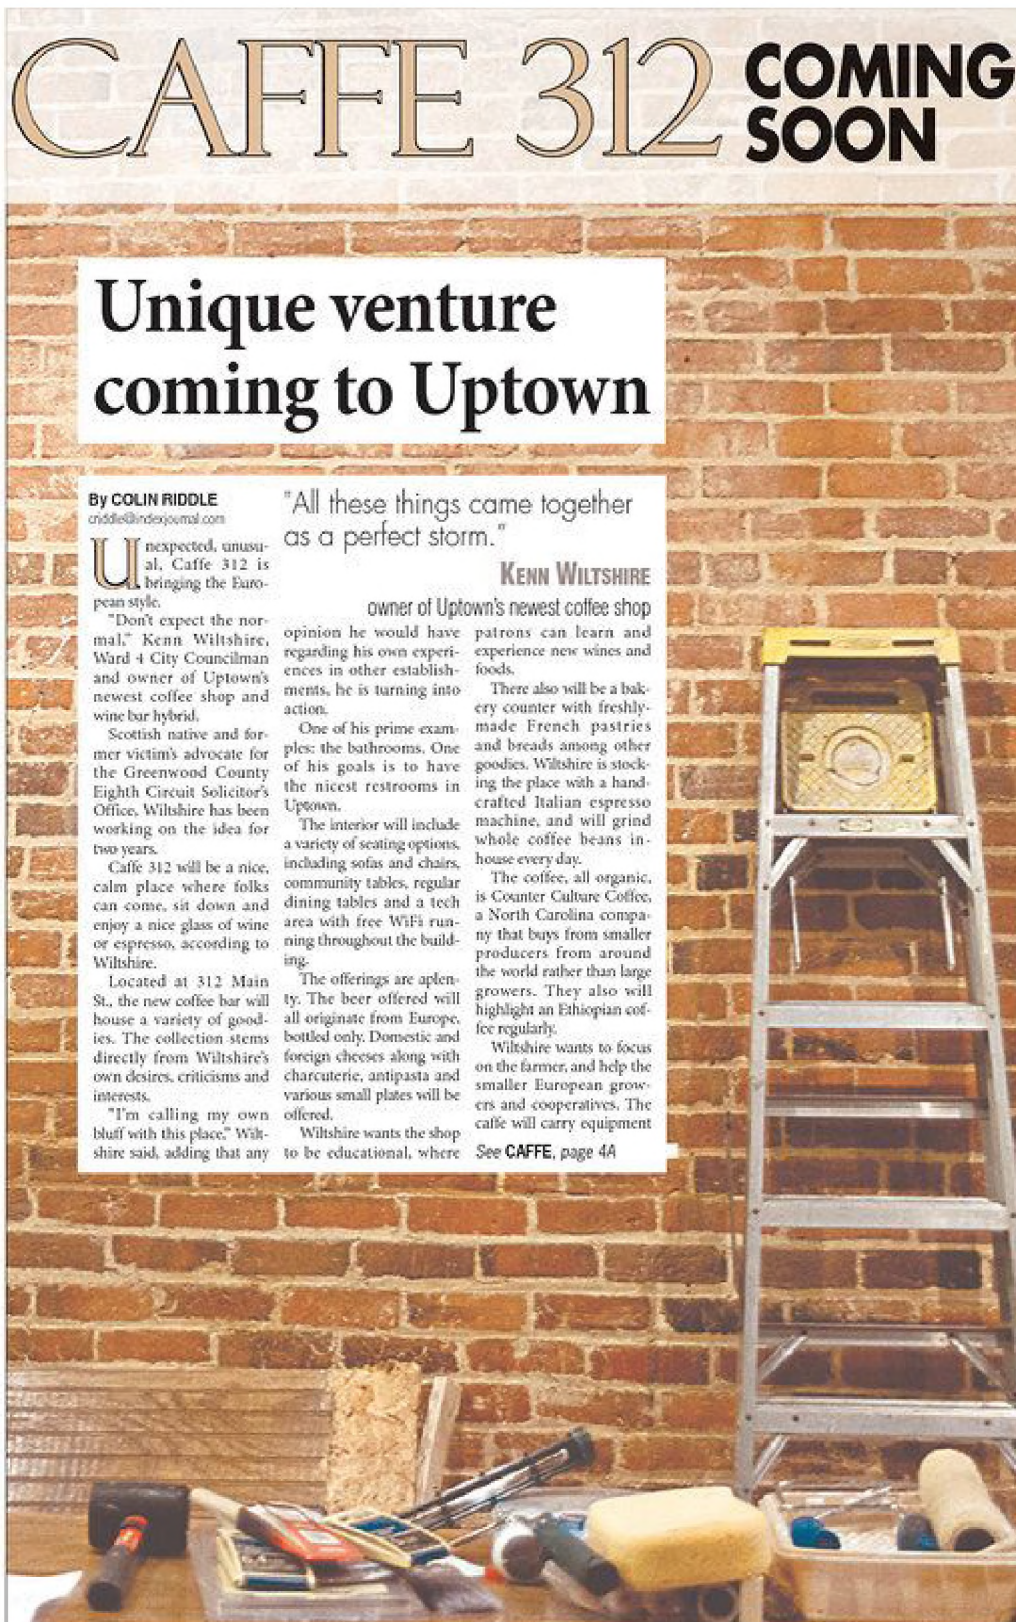 CAFFE 312
COMING
SOON
Unique venture
coming to Uptown
By COLIN RIDDLE
criddle@indexjournal.com
Unexpected, unusu-
al, Caffe 312 is
bringing the Euro-
pean style.
"Don't expect the nor-
mal," Kenn Wiltshire,
Ward 4 City Councilman
and owner of Uptown's
newest coffee shop and
wine bar hybrid.
Scottish native and for-
mer victim's advocate for
the Greenwood County
Eighth Circuit Solicitor's
Office, Wiltshire has been
working on the idea for
two years.
Caffe 312 will be a nice,
calm place where folks
can come, sit down and
enjoy a nice glass of wine
or espresso, according to
Wiltshire.
Located at 312 Main
St., the new coffee bar will
house a variety of good-
ies. The collection stems
directly from Wiltshire's
own desires, criticisms and
interests.
"I'm calling my own
bluff with this place," Wilt-
shire said, adding that any
"All these things came together
as a perfect storm."
KENN WILTSHIRE
owner of Uptown's newest coffee shop
opinion he would have
regarding his own experi-
ences in other establish-
ments, he is turning into
action.
One of his prime exam-
ples: the bathrooms. One
of his goals is to have
the nicest restrooms in
Uptown.
The interior will include
a variety of seating options,
including sofas and chairs,
community tables, regular
dining tables and a tech
area with free WiFi run-
ning throughout the build-
ing.
The offerings are aplen-
ty. The beer offered will
all originate from Europe,
bottled only. Domestic and
foreign cheeses along with
charcuterie, antipasta and
various small plates will be
offered.
Wiltshire wants the shop
to be educational, where
patrons can learn and
experience new wines and
foods.
There also will be a bak-
ery counter with freshly-
made French pastries
and breads among other
goodies. Wiltshire is stock-
ing the place with a hand-
crafted Italian espresso
machine, and will grind
whole coffee beans in-
house every day.
The coffee, all organic,
is Counter Culture Coffee,
a North Carolina compa-
ny that buys from smaller
producers from around
the world rather than large
growers. They also will
highlight an Ethiopian cof-
fee regularly.
Wiltshire wants to focus
on the farmer, and help the
smaller European grow-
ers and cooperatives. The
caffe will carry equipment
See CAFFE, page 4A